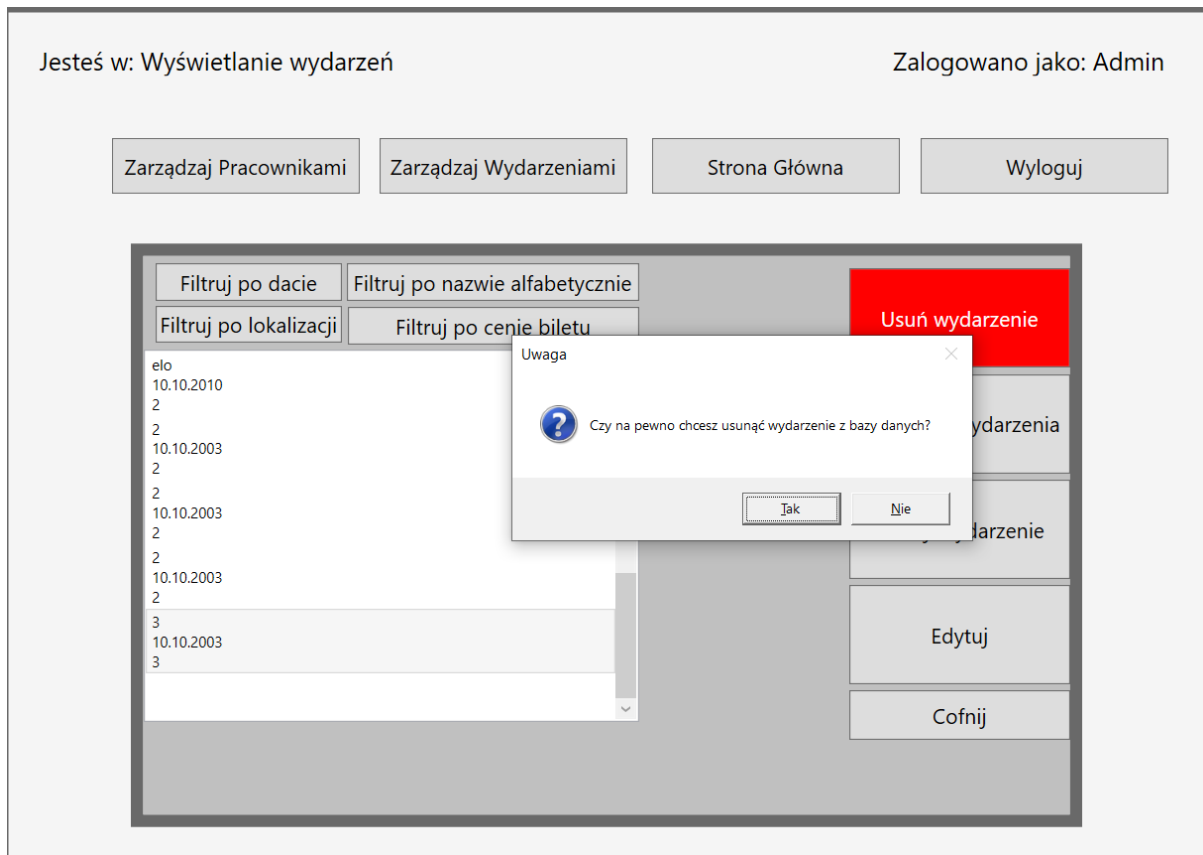 Jesteś w: Wyświetlanie wydarzeń
Zalogowano jako: Admin
Zarządzaj Pracownikami
Zarządzaj Wydarzeniami
Strona Główna
Wyloguj
Filtruj po dacie
Filtruj po nazwie alfabetycznie
Filtruj po lokalizacji
Filtruj po cenie biletu
elo
10.10.2010
2
2
10.10.2003
2
2
10.10.2003
2
2
10.10.2003
2
3
10.10.2003
3
Usuń wydarzenie
Uwaga
Czy na pewno chcesz usunąć wydarzenie z bazy danych?
Tak
Nie
Edytuj
Cofnij